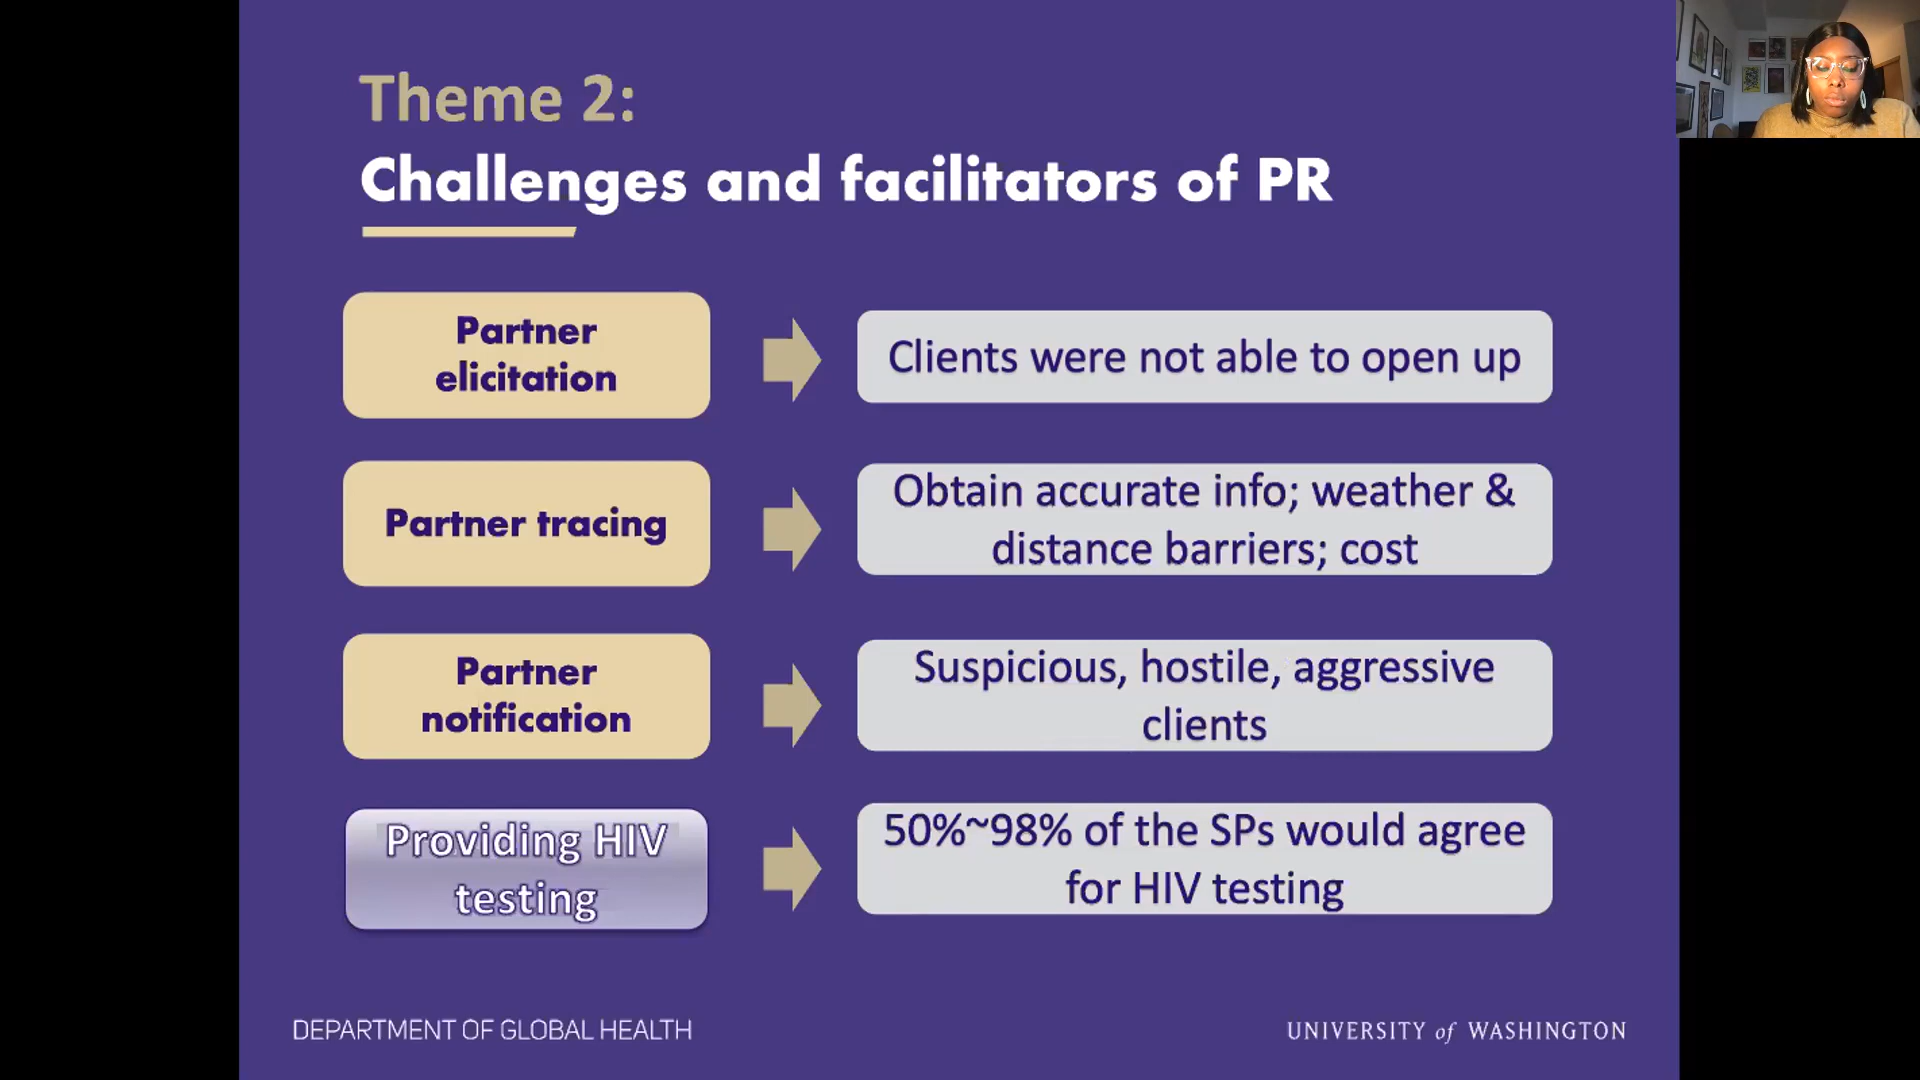 Theme 2:
Challenges and facilitators of PR
Partner
elicitation
Clients were not able to open up
Partner tracing
Obtain accurate info; weather &
distance barriers; cost
Partner
notification
Suspicious, hostile, aggressive
clients
Providing HIV
testing
50%~98% of the SPs would agree
for HIV testing
DEPARTMENT OF GLOBAL HEALTH
UNIVERSITY of WASHINGTON